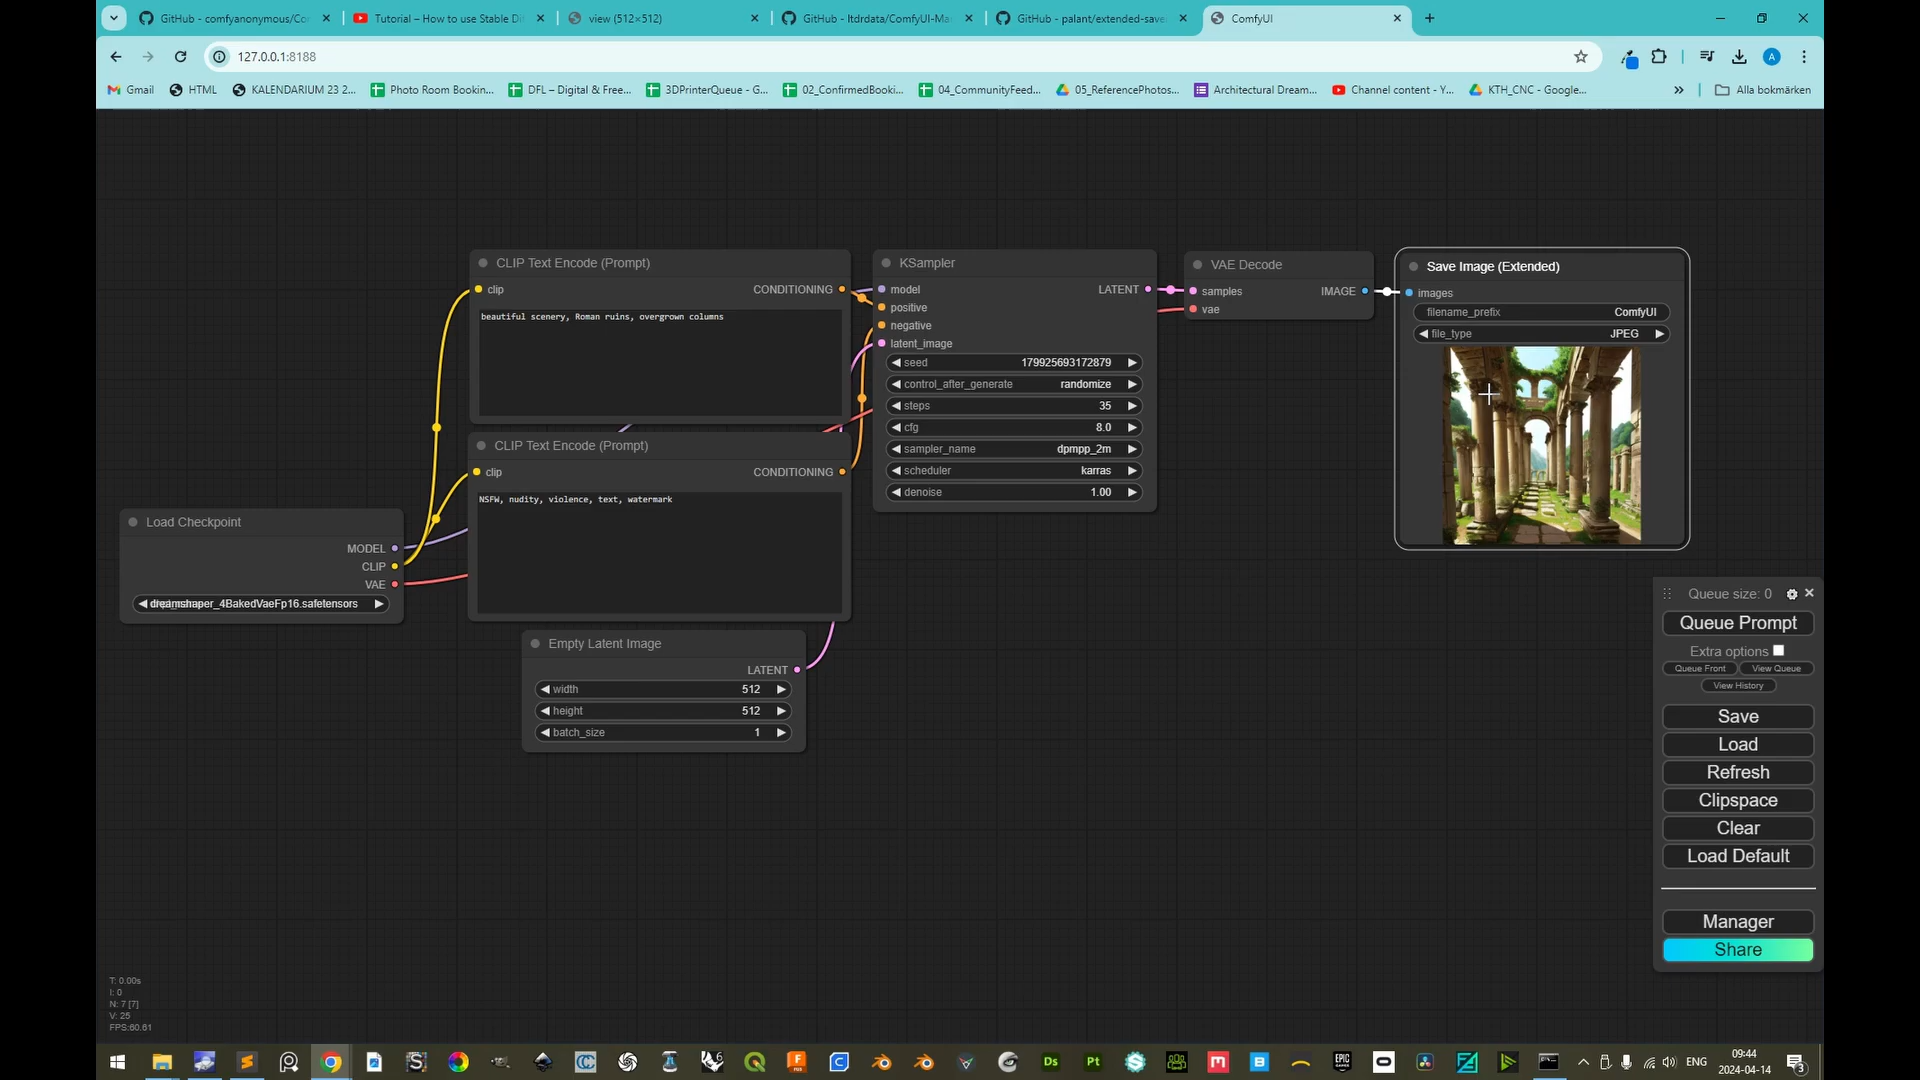 GitHub - comfyanonymous/Co
Tutorial – How to use Stable Di
view (512×512)
GitHub - ltdrdata/ComfyUI-Ma
GitHub - palant/extended-save
ComfyUI
127.0.0.1:8188
A
Gmail
HTML
KALENDARIUM 23 2...
Photo Room Bookin...
DFL – Digital & Free...
3DPrinterQueue - G...
02_ConfirmedBooki...
04_CommunityFeed...
05_ReferencePhotos...
Architectural Dream...
Channel content - Y...
KTH_CNC - Google...
»
Alla bokmärken
CLIP Text Encode (Prompt)
clip
CONDITIONING
beautiful scenery, Roman ruins, overgrown columns
CLIP Text Encode (Prompt)
clip
CONDITIONING
NSFW, nudity, violence, text, watermark
Load Checkpoint
MODEL
CLIP
VAE
dreamshaper_4BakedVaeFp16.safetensors
Empty Latent Image
LATENT
width 512
height 512
batch_size 1
KSampler
model
LATENT
positive
negative
latent_image
seed 179925693172879
control_after_generate randomize
steps 35
cfg 8.0
sampler_name dpmpp_2m
scheduler karras
denoise 1.00
VAE Decode
samples
IMAGE
vae
Save Image (Extended)
images
filename_prefix ComfyUI
file_type JPEG
Queue size: 0
Queue Prompt
Extra options
Queue Front
View Queue
View History
Save
Load
Refresh
Clipspace
Clear
Load Default
Manager
Share
T: 0.00s
I: 0
N: 7 [7]
V: 25
FPS:60.61
Ds
Pt
ENG
09:44
2024-04-14
3